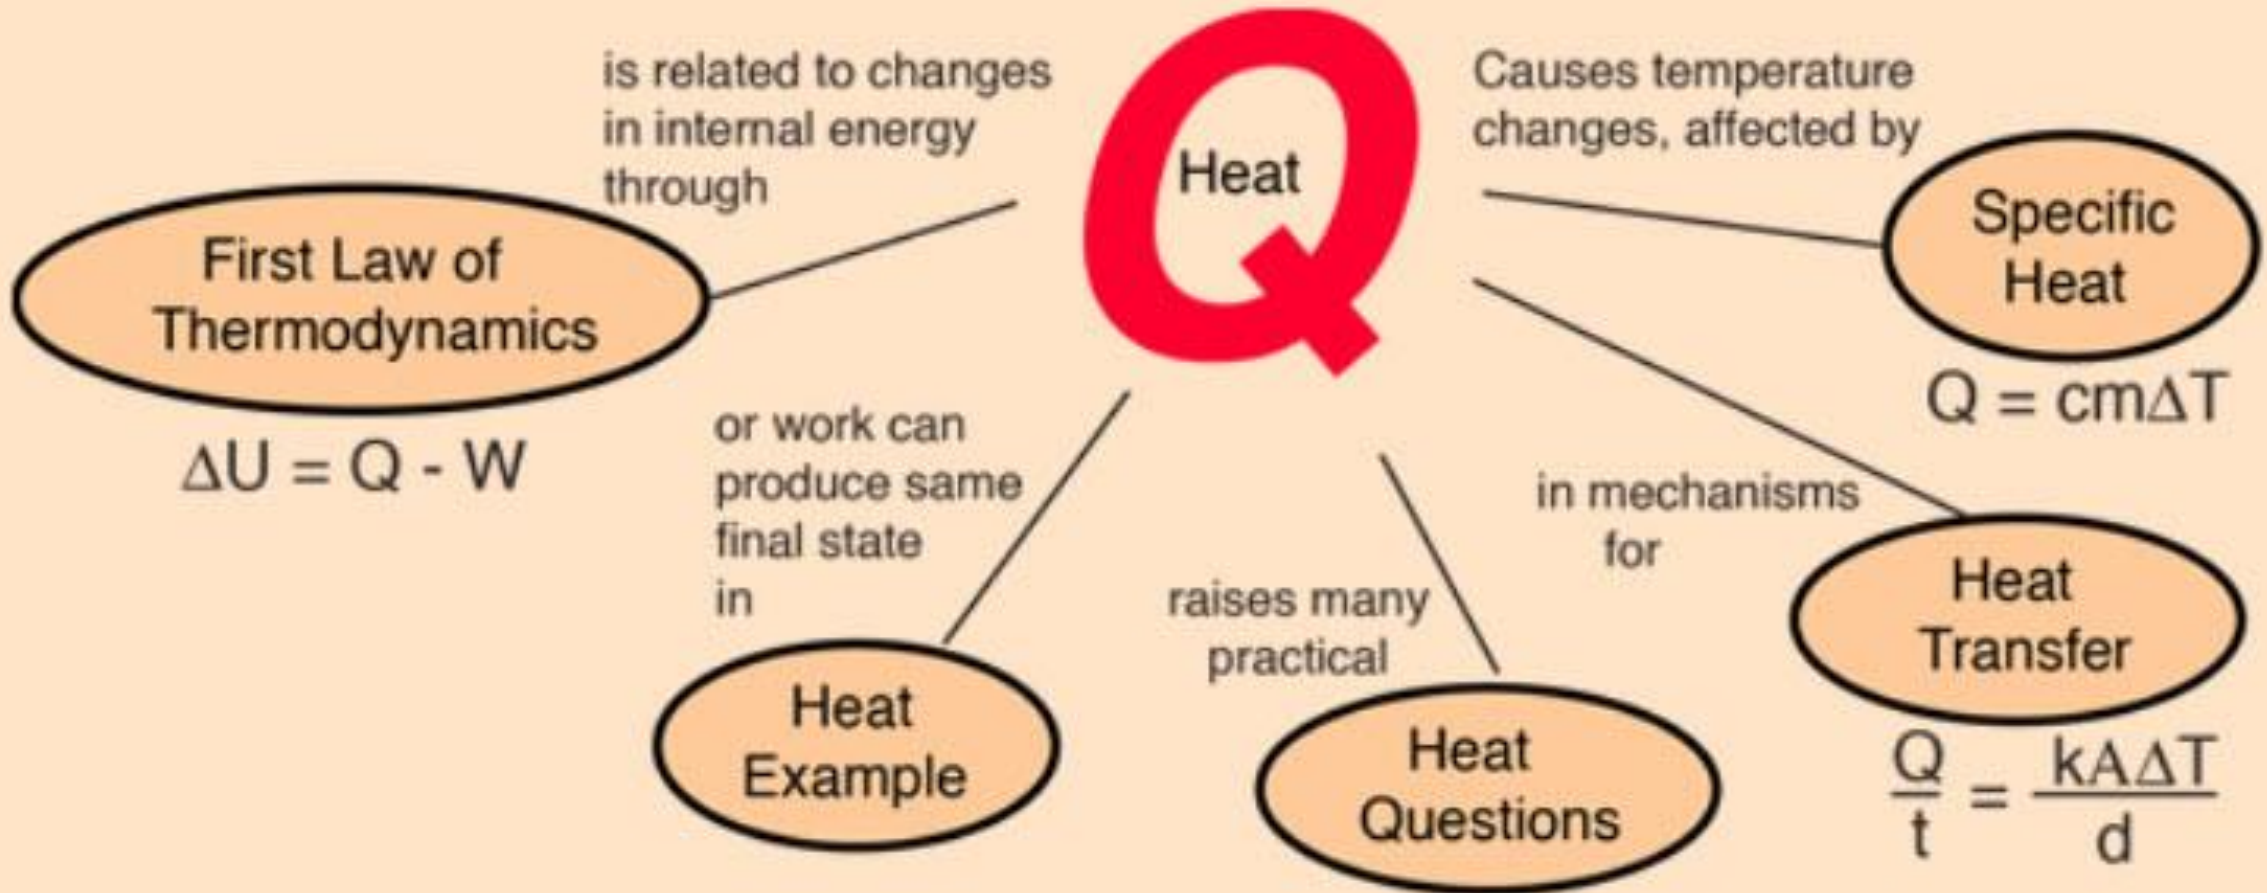 is related to changes
in internal energy
through
Q
Heat
Causes temperature
changes, affected by
First Law of
Thermodynamics
ΔU = Q - W
Specific
Heat
Q = cmΔT
or work can
produce same
final state
in
Heat
Example
raises many
practical
Heat
Questions
in mechanisms
for
Heat
Transfer
Q/t = kAΔT/d